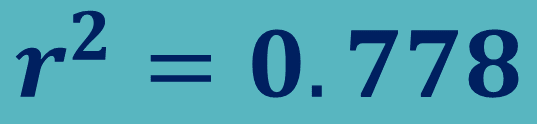 r² = 0.778